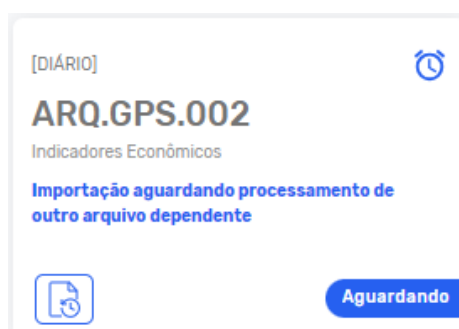 [DIÁRIO]
ARQ.GPS.002
Indicadores Econômicos
Importação aguardando processamento de
outro arquivo dependente
Aguardando